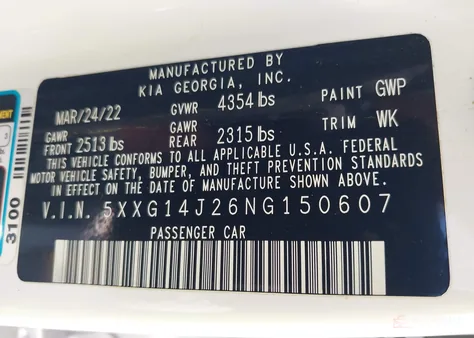 MANUFACTURED BY
KIA GEORGIA, INC.
MAR/24/22 GVWR 4354 lbs PAINT GWP
GAWR FRONT 2513 lbs GAWR REAR 2315 lbs TRIM WK
THIS VEHICLE CONFORMS TO ALL APPLICABLE U.S.A. FEDERAL
MOTOR VEHICLE SAFETY, BUMPER, AND THEFT PREVENTION STANDARDS
IN EFFECT ON THE DATE OF MANUFACTURE SHOWN ABOVE.
V.I.N. 5XXG14J26NG150607
PASSENGER CAR
3100